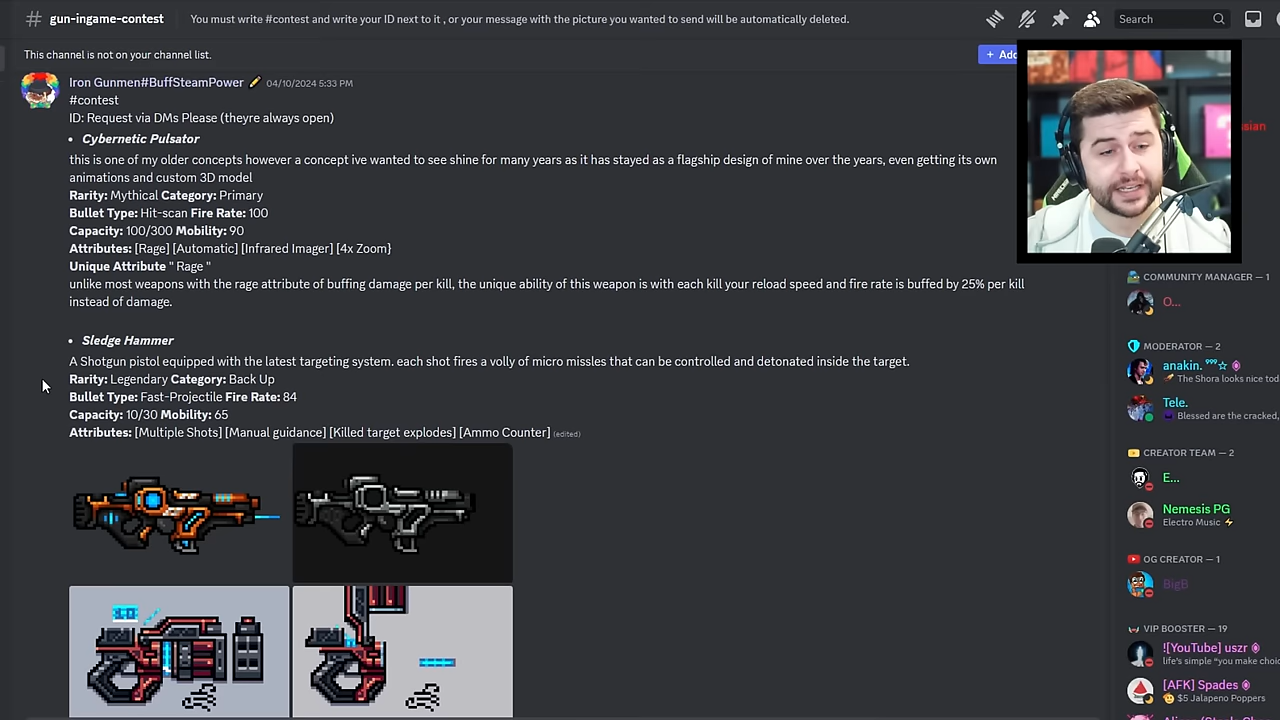 # gun-ingame-contest
You must write #contest and write your ID next to it , or your message with the picture you wanted to send will be automatically deleted.
Search
This channel is not on your channel list.
+ Add
Iron Gunmen#BuffSteamPower 04/10/2024 5:33 PM
#contest
ID: Request via DMs Please (theyre always open)
• Cybernetic Pulsator
this is one of my older concepts however a concept ive wanted to see shine for many years as it has stayed as a flagship design of mine over the years, even getting its own
animations and custom 3D model
Rarity: Mythical Category: Primary
Bullet Type: Hit-scan Fire Rate: 100
Capacity: 100/300 Mobility: 90
Attributes: [Rage] [Automatic] [Infrared Imager] [4x Zoom}
Unique Attribute " Rage "
unlike most weapons with the rage attribute of buffing damage per kill, the unique ability of this weapon is with each kill your reload speed and fire rate is buffed by 25% per kill
instead of damage.
• Sledge Hammer
A Shotgun pistol equipped with the latest targeting system. each shot fires a volly of micro missles that can be controlled and detonated inside the target.
Rarity: Legendary Category: Back Up
Bullet Type: Fast-Projectile Fire Rate: 84
Capacity: 10/30 Mobility: 65
Attributes: [Multiple Shots] [Manual guidance] [Killed target explodes] [Ammo Counter] (edited)
COMMUNITY MANAGER — 1
O...
MODERATOR — 2
anakin. ⁹⁹⁹☆
The Shora looks nice tod
Tele.
Blessed are the cracked,
CREATOR TEAM — 2
E...
Nemesis PG
Electro Music ⚡
OG CREATOR — 1
BigB
VIP BOOSTER — 19
![YouTube] uszr
life's simple "you make choic
[AFK] Spades
$5 Jalapeno Poppers